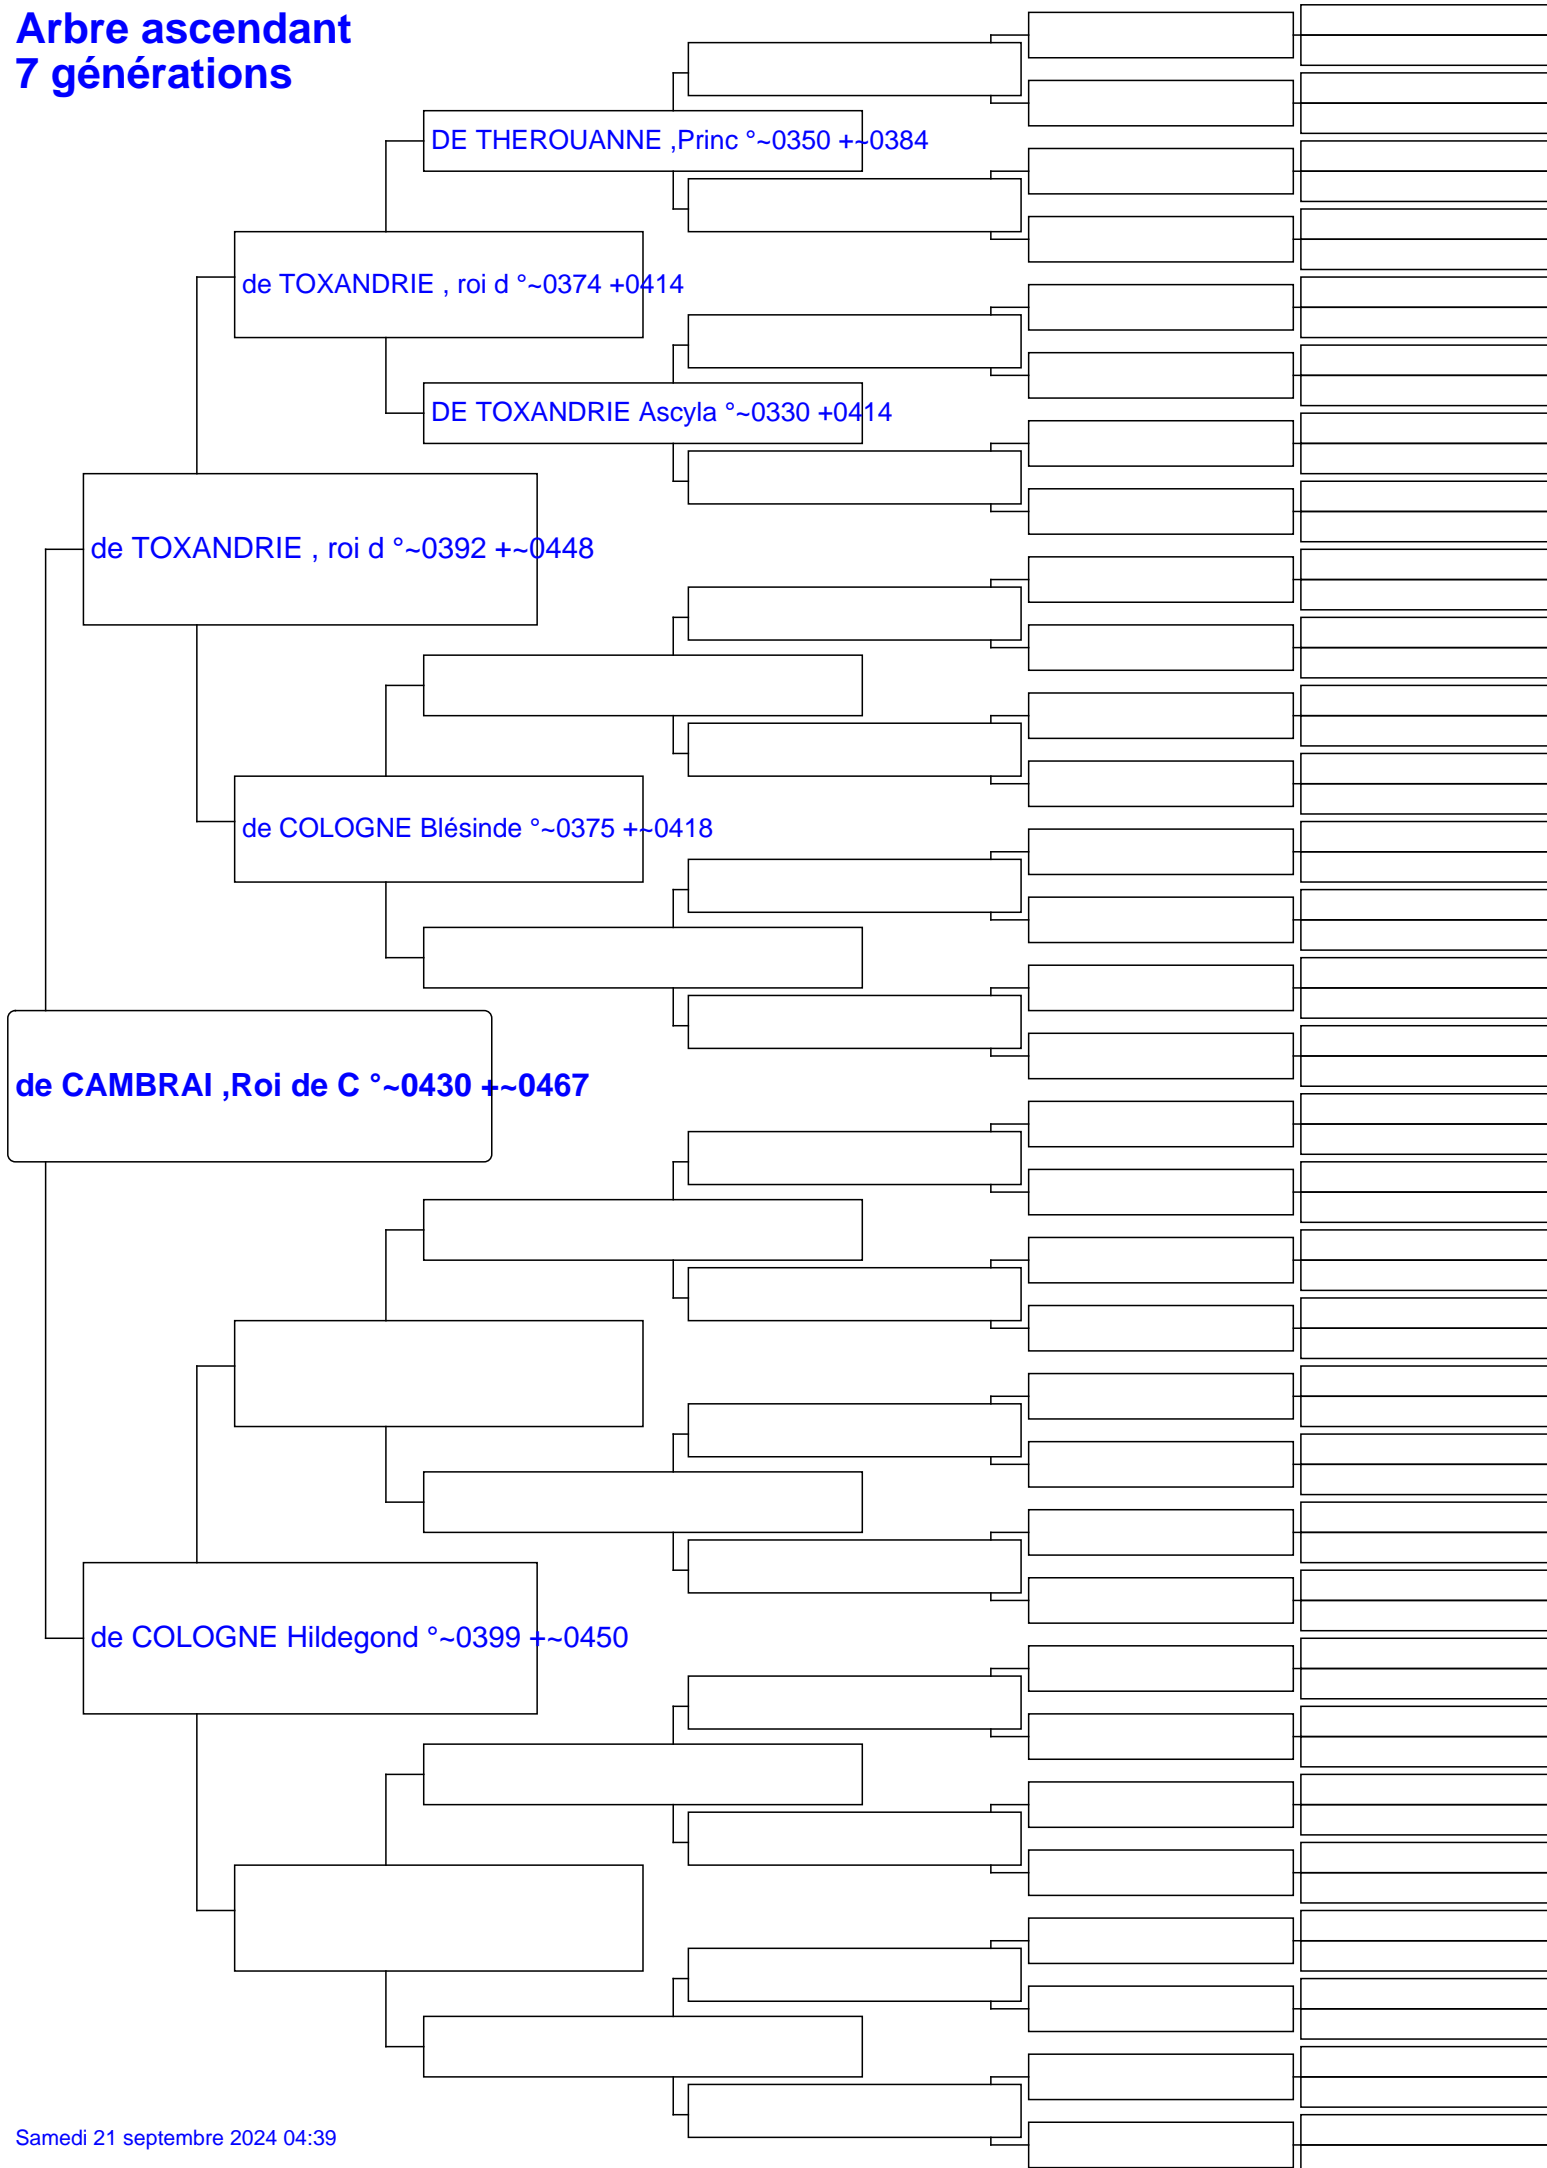 Arbre ascendant
7 générations
DE THEROUANNE ,Princ °~0350 +~0384
de TOXANDRIE , roi d °~0374 +0414
DE TOXANDRIE Ascyla °~0330 +0414
de TOXANDRIE , roi d °~0392 +~0448
de COLOGNE Blésinde °~0375 +~0418
de CAMBRAI ,Roi de C °~0430 +~0467
de COLOGNE Hildegond °~0399 +~0450
Samedi 21 septembre 2024 04:39